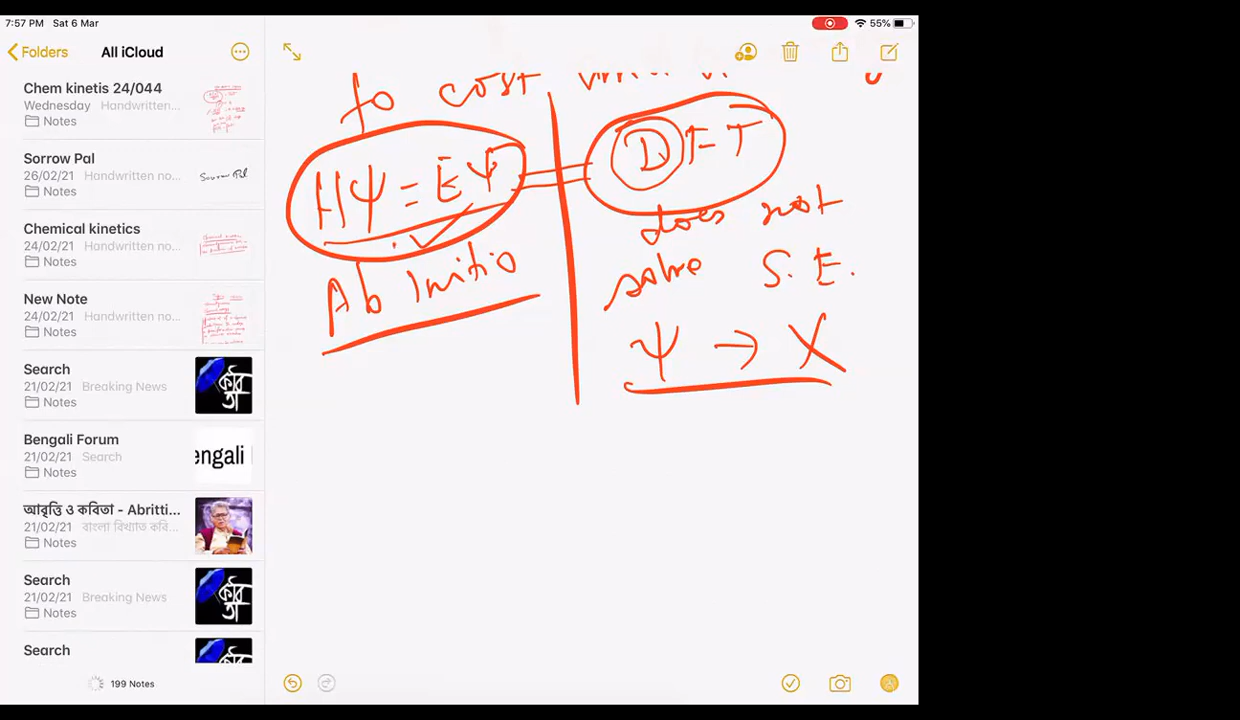 7:57 PM Sat 6 Mar
55%
Folders
All iCloud
Chem kinetis 24/044
Wednesday Handwritten...
Notes
Sorrow Pal
26/02/21 Handwritten no...
Notes
Sorrow Pal
Chemical kinetics
24/02/21 Handwritten no...
Notes
New Note
24/02/21 Handwritten no...
Notes
Search
21/02/21 Breaking News
Notes
Bengali Forum
21/02/21 Search
Notes
engali
আবৃত্তি ও কবিতা - Abritti...
21/02/21 বাংলা বিখ্যাত কবি...
Notes
Search
21/02/21 Breaking News
Notes
Search
199 Notes
to cost
HΨ = EΨ
Ab Initio
DFT
does not
solve S.E.
Ψ → X